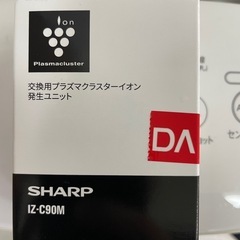 ion
Plasmacluster
交換用プラズマクラスターイオン
発生ユニット
DA
SHARP
IZ-C90M